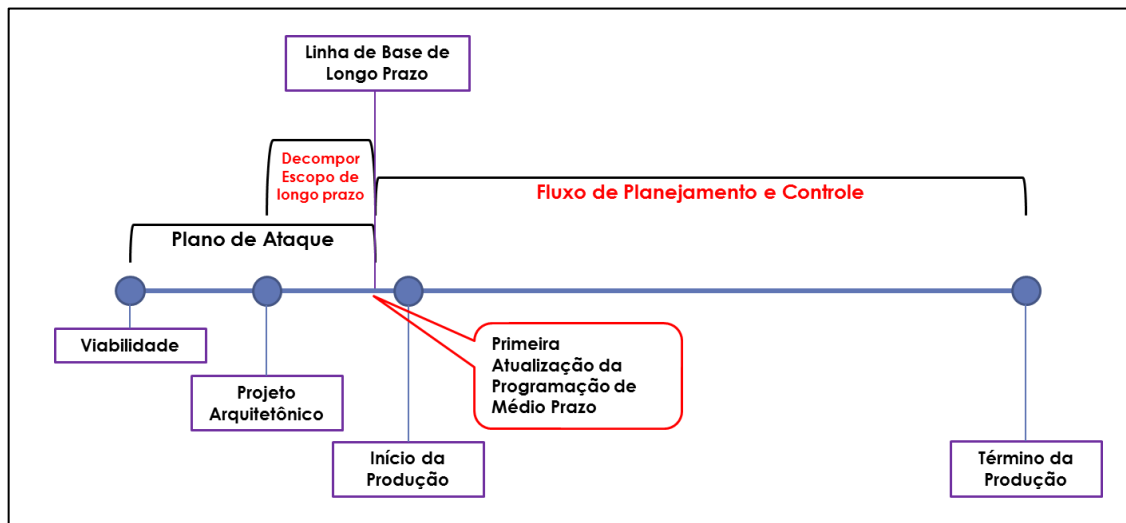 Linha de Base de
Longo Prazo
Decompor
Escopo de
longo prazo
Fluxo de Planejamento e Controle
Plano de Ataque
Viabilidade
Projeto
Arquitetônico
Início da
Produção
Primeira
Atualização da
Programação de
Médio Prazo
Término da
Produção